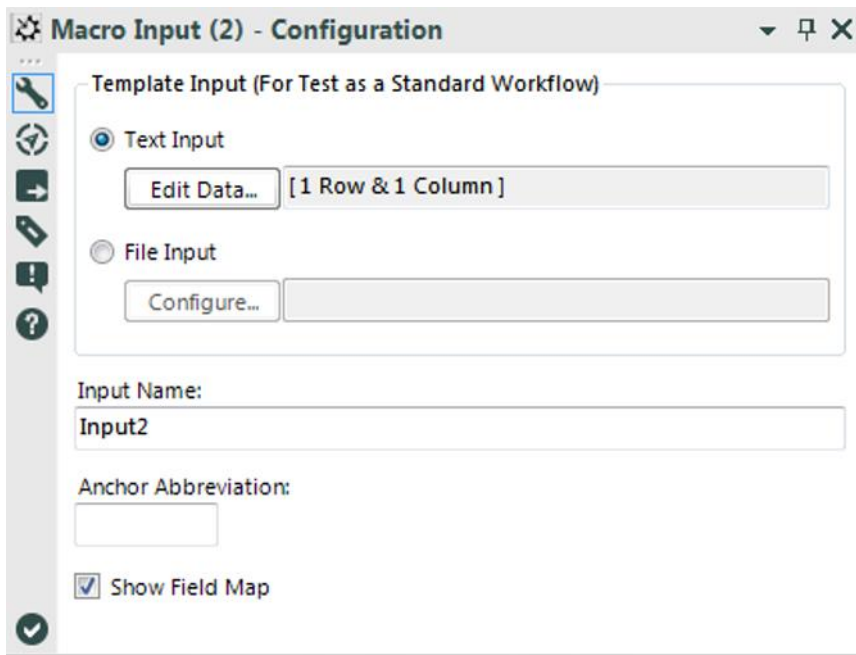 Macro Input (2) - Configuration
Template Input (For Test as a Standard Workflow)
Text Input
Edit Data... [1 Row & 1 Column]
File Input
Configure...
Input Name:
Input2
Anchor Abbreviation:
Show Field Map